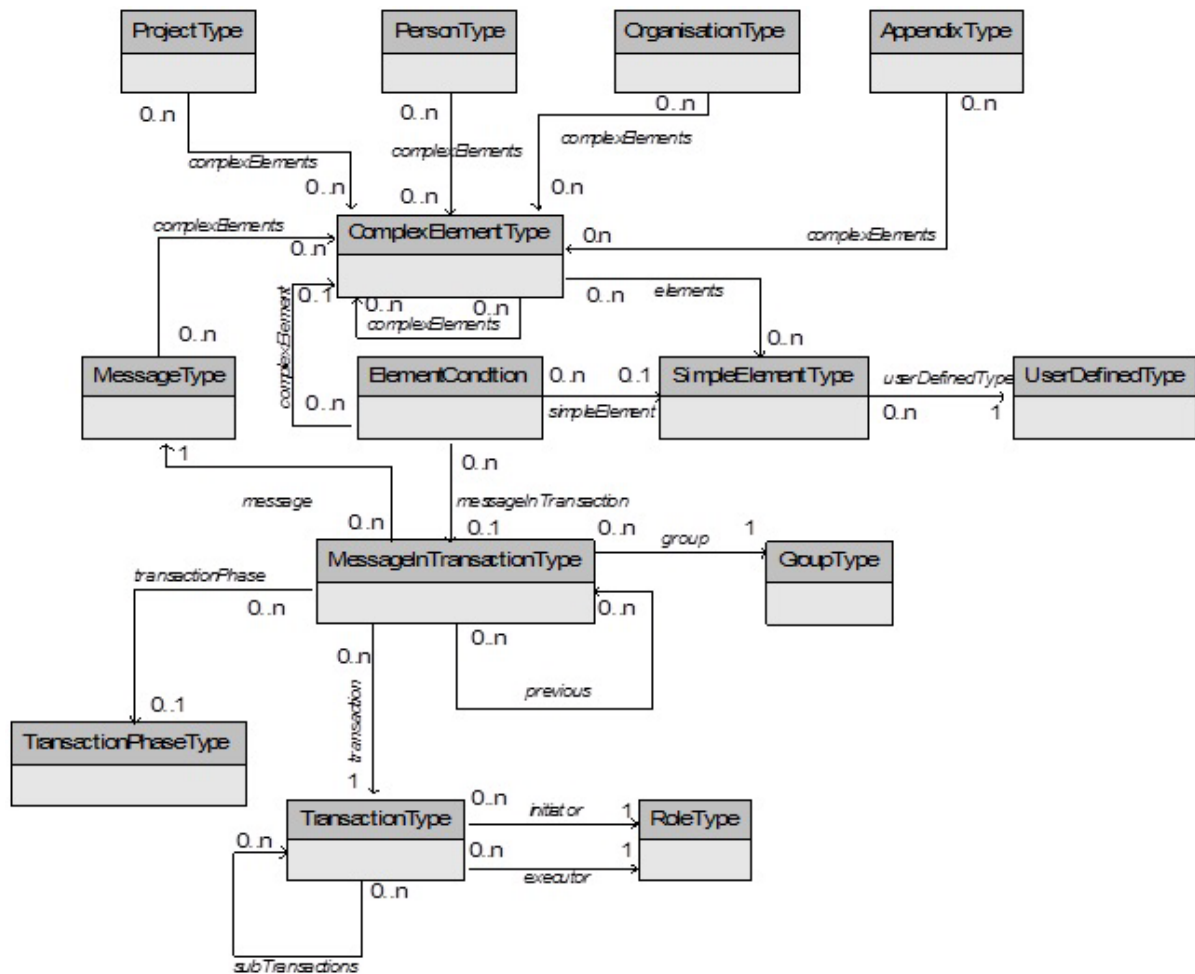 ProjectType
PersonType
OrganisationType
AppendixType
0..n
0..n
0..n
0..n
complexElements
complexElements
complexElements
0..n
0..n
0..n
complexElements
ComplexElementType
0..n
complexElements
0..n
0..1
0..n
0..n
0..n
elements
complexElement
complexElements
0..n
0..n
MessageType
ElementCondition
0..n
0..1
SimpleElementType
userDefinedType
UserDefinedType
0..n
simpleElement
0..n
1
1
0..n
message
messageInTransaction
0..n
0..1
0..n
1
group
MessageInTransactionType
GroupType
transactionPhase
0..n
0..n
0..n
0..n
previous
transaction
0..1
TransactionPhaseType
1
0..n
initiator
1
TransactionType
RoleType
0..n
0..n
1
executor
0..n
subTransactions